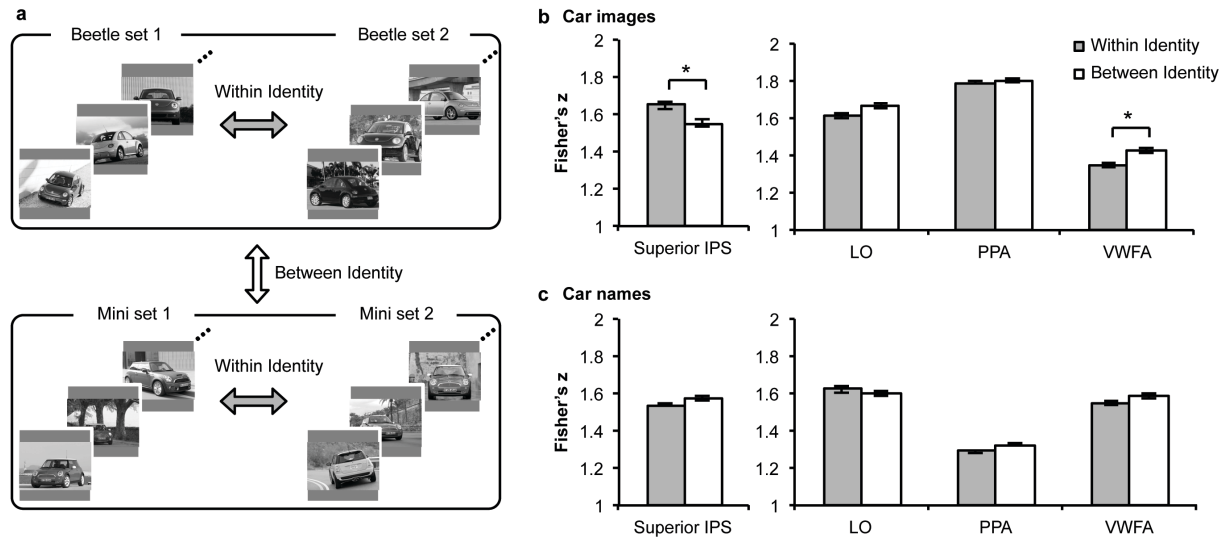 a
Beetle set 1
Beetle set 2
Within Identity
Between Identity
Mini set 1
Mini set 2
Within Identity
b Car images
Within Identity
Between Identity
Fisher's z
2
1.8
1.6
1.4
1.2
1
*
Superior IPS
2
1.8
1.6
1.4
1.2
1
*
LO
PPA
VWFA
c Car names
Fisher's z
2
1.8
1.6
1.4
1.2
1
Superior IPS
2
1.8
1.6
1.4
1.2
1
LO
PPA
VWFA